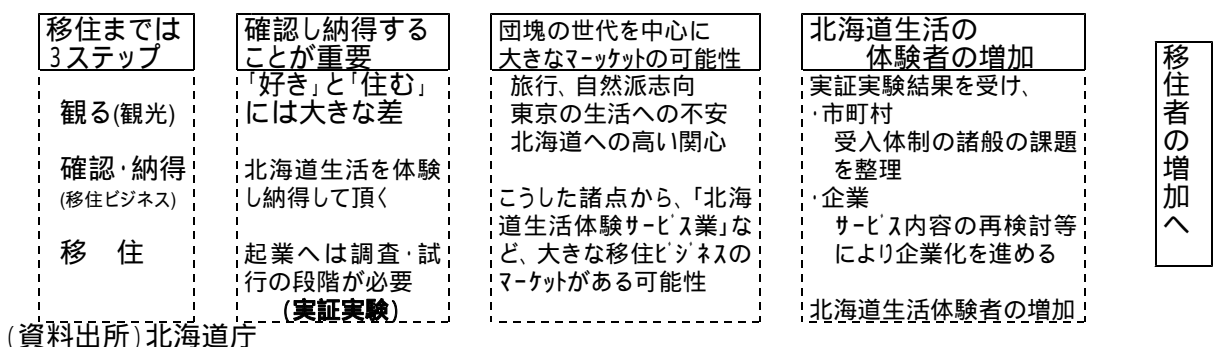 移住までは
3ステップ
観る(観光)
確認・納得
(移住ビジネス)
移 住
確認し納得する
ことが重要
「好き」と「住む」
には大きな差
北海道生活を体験
し納得して頂く
起業へは調査・試
行の段階が必要
(実証実験)
団塊の世代を中心に
大きなﾏｰｯｹｯﾄの可能性
旅行、自然派志向
東京の生活への不安
北海道への高い関心
こうした諸点から、「北海
道生活体験ｻｰﾋﾞｽ業」な
ど、大きな移住ﾋﾞｼﾞﾈｽの
ﾏｰｹｯﾄがある可能性
北海道生活の
体験者の増加
実証実験結果を受け、
・市町村
受入体制の諸般の課題
を整理
・企業
ｻｰﾋﾞｽ内容の再検討等
により企業化を進める
北海道生活体験者の増加
移住者の増加へ
(資料出所)北海道庁